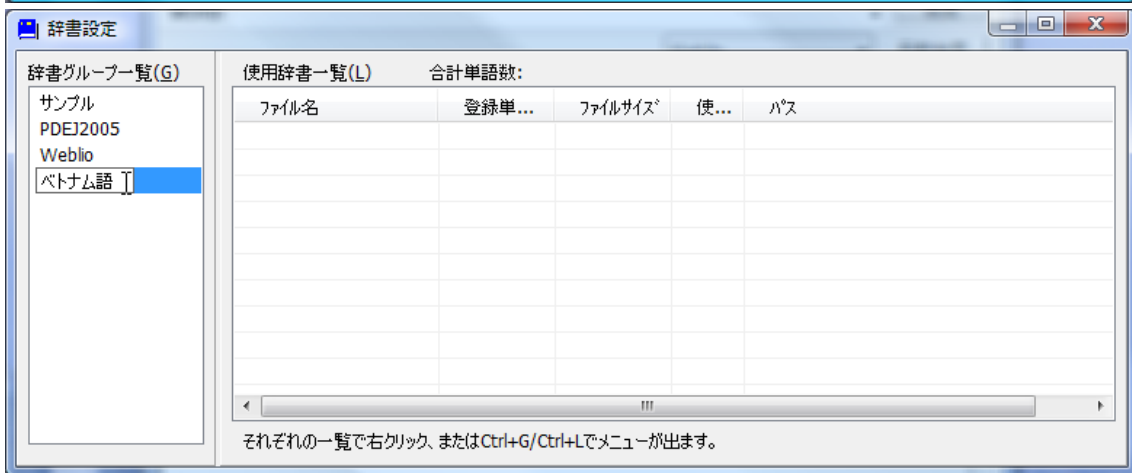 辞書設定
辞書グループ一覧(G)
サンプル
PDEJ2005
Weblio
ベトナム語
使用辞書一覧(L) 合計単語数:
ファイル名 登録単... ファイルサイズ 使... パス
それぞれの一覧で右クリック、またはCtrl+G/Ctrl+Lでメニューが出ます。